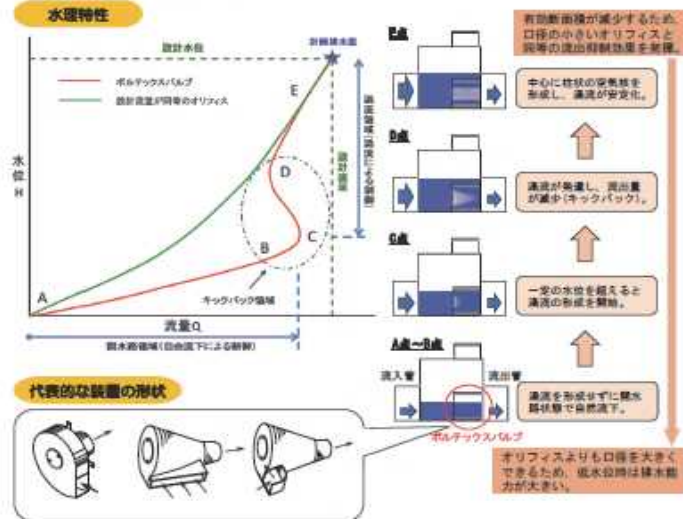 水理特性
有効断面積が減少するため、
口径の小さいオリフィスと
同等の流出抑制効果を発揮。
設計水位
計画排水量
ボルテックスバルブ
設計流量が同等のオリフィス
水位H
設計流量
A
B
C
D
E
キックバック領域
流量Q
開水路領域(自由流下による制御)
E点
中心に柱状の空気核を
形成し、渦流が安定化。
D点
渦流が発達し、流出量
が減少(キックバック)。
C点
一定の水位を超えると
渦流の形成を開始。
A点~B点
流入管
流出管
渦流を形成せずに開水
路状態で自然流下。
ボルテックスバルブ
オリフィスよりも口径を大きく
できるため、低水位時は排水能
力が大きい。
代表的な装置の形状